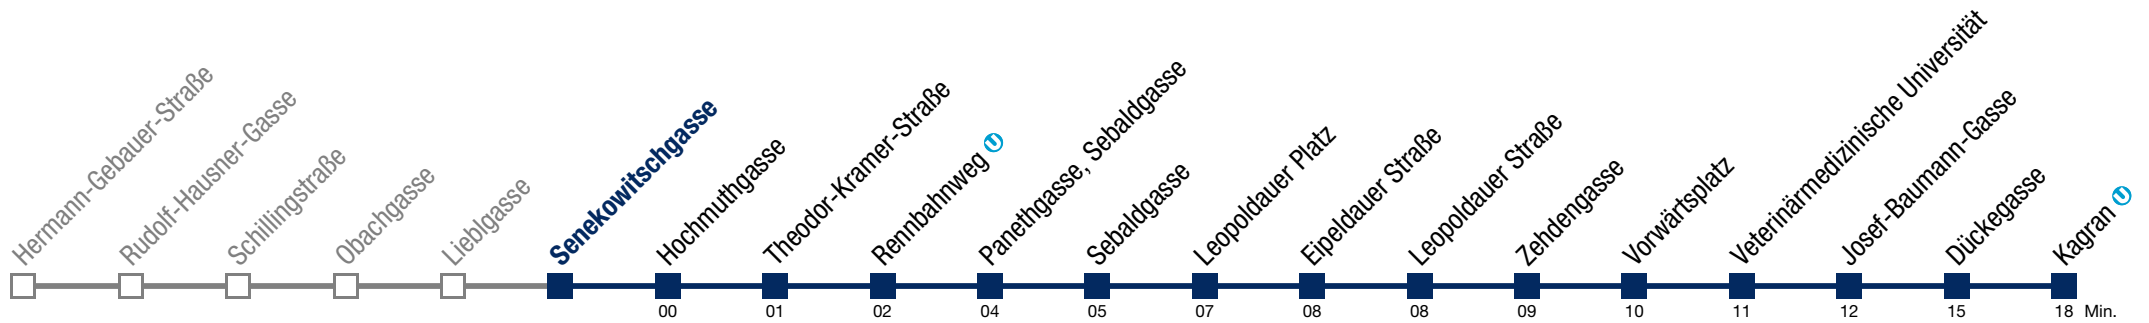 Hermann-Gebauer-Straße
Rudolf-Hausner-Gasse
Schillingstraße
Obachgasse
Lieblgasse
Senekowitschgasse
Hochmuthgasse
Theodor-Kramer-Straße
Rennbahnweg U
Panethgasse, Sebaldgasse
Sebaldgasse
Leopoldauer Platz
Eipeldauer Straße
Leopoldauer Straße
Zehdengasse
Vorwärtsplatz
Veterinärmedizinische Universität
Josef-Baumann-Gasse
Dückegasse
Kagran U
00 01 02 04 05 07 08 08 09 10 11 12 15 18 Min.